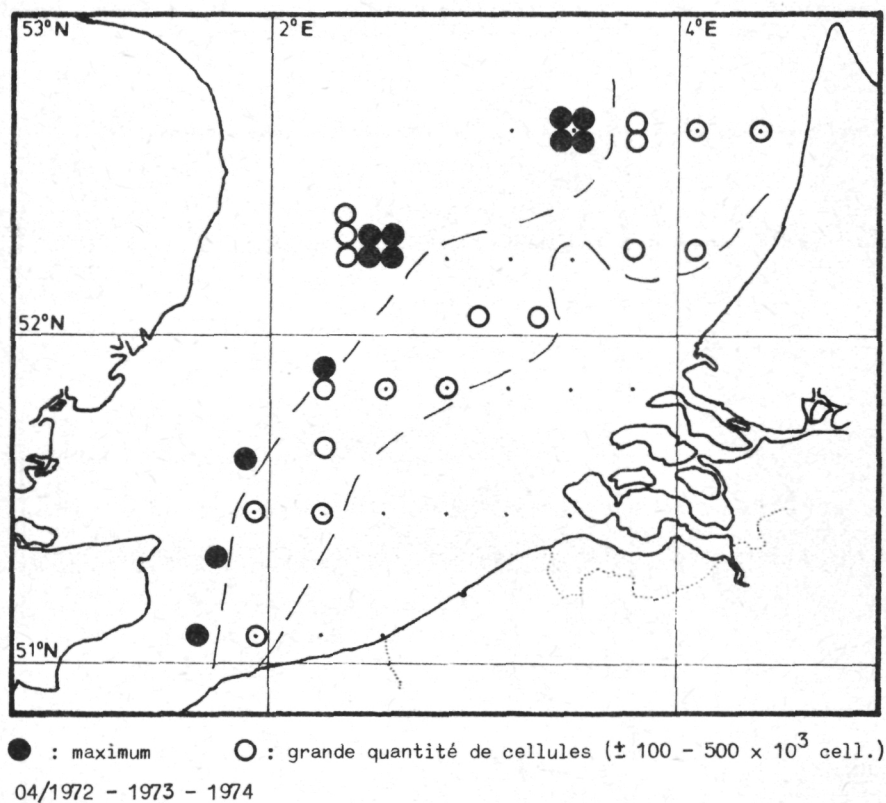 53°N 2°E 4°E
52°N
51°N
: maximum : grande quantité de cellules (± 100 - 500 x 10³ cell.)
04/1972 - 1973 - 1974